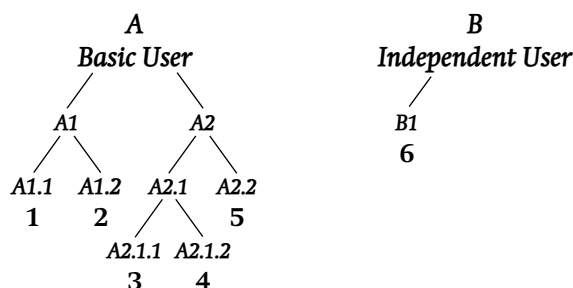 A
Basic User
B
Independent User
A1
A2
B1
6
A1.1
A1.2
A2.1
A2.2
1
2
5
A2.1.1
A2.1.2
3
4